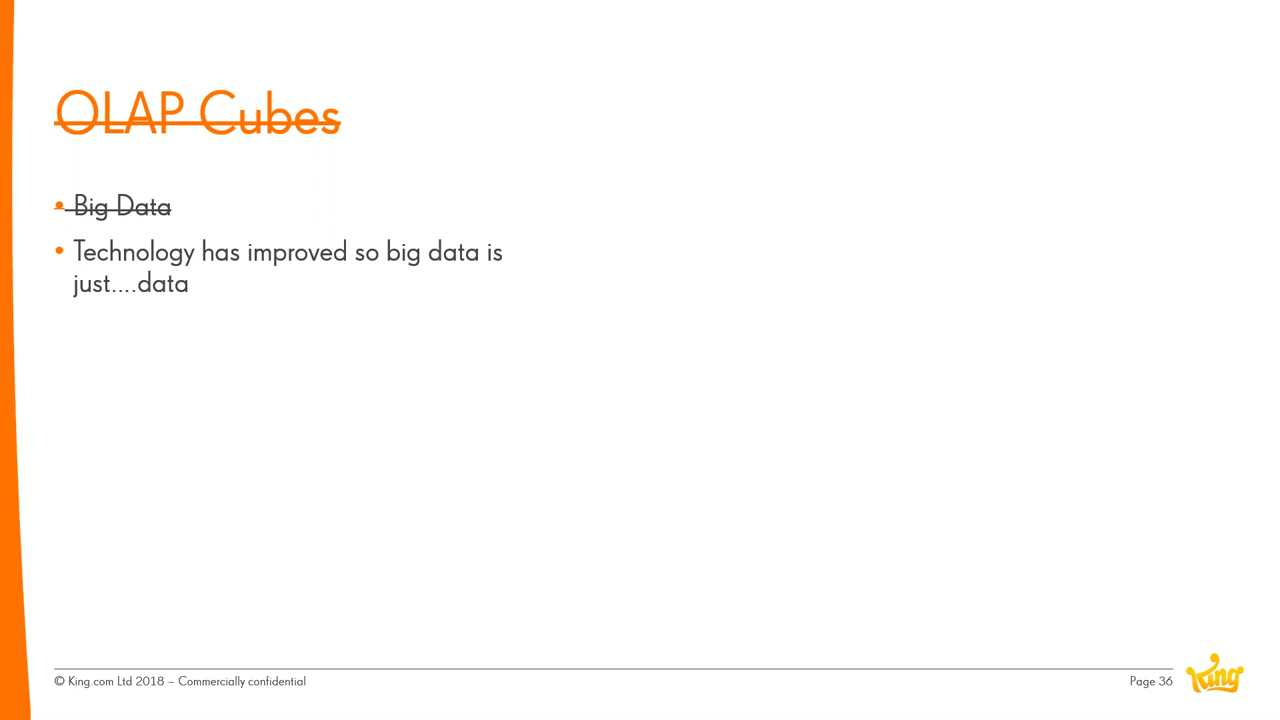 OLAP Cubes
• Big Data
• Technology has improved so big data is
just....data
© King.com Ltd 2018 – Commercially confidential
Page 36
King